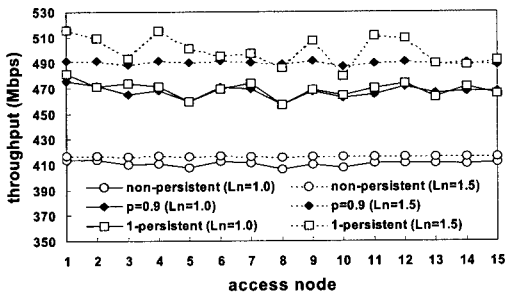 530
510
490
470
450
430
410
390
370
350
throughput (Mbps)
non-persistent (Ln=1.0) non-persistent (Ln=1.5)
p=0.9 (Ln=1.0) p=0.9 (Ln=1.5)
1-persistent (Ln=1.0) 1-persistent (Ln=1.5)
1 2 3 4 5 6 7 8 9 10 11 12 13 14 15
access node